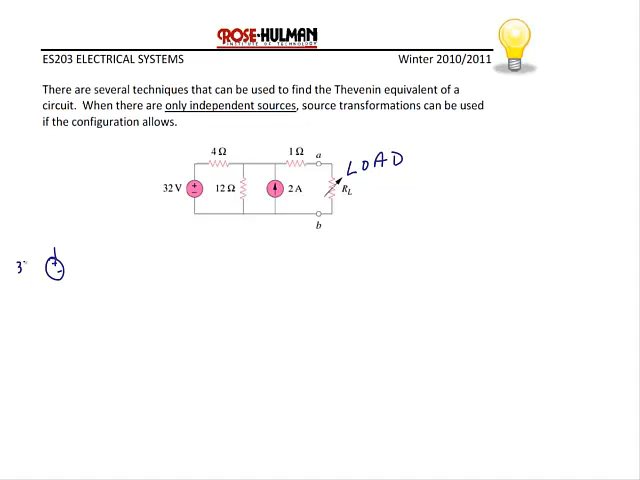 ROSE-HULMAN
INSTITUTE OF TECHNOLOGY
ES203 ELECTRICAL SYSTEMS Winter 2010/2011
There are several techniques that can be used to find the Thevenin equivalent of a
circuit. When there are only independent sources, source transformations can be used
if the configuration allows.
4 Ω 1 Ω a LOAD
32 V + − 12 Ω 2 A R_L
b
3 + -